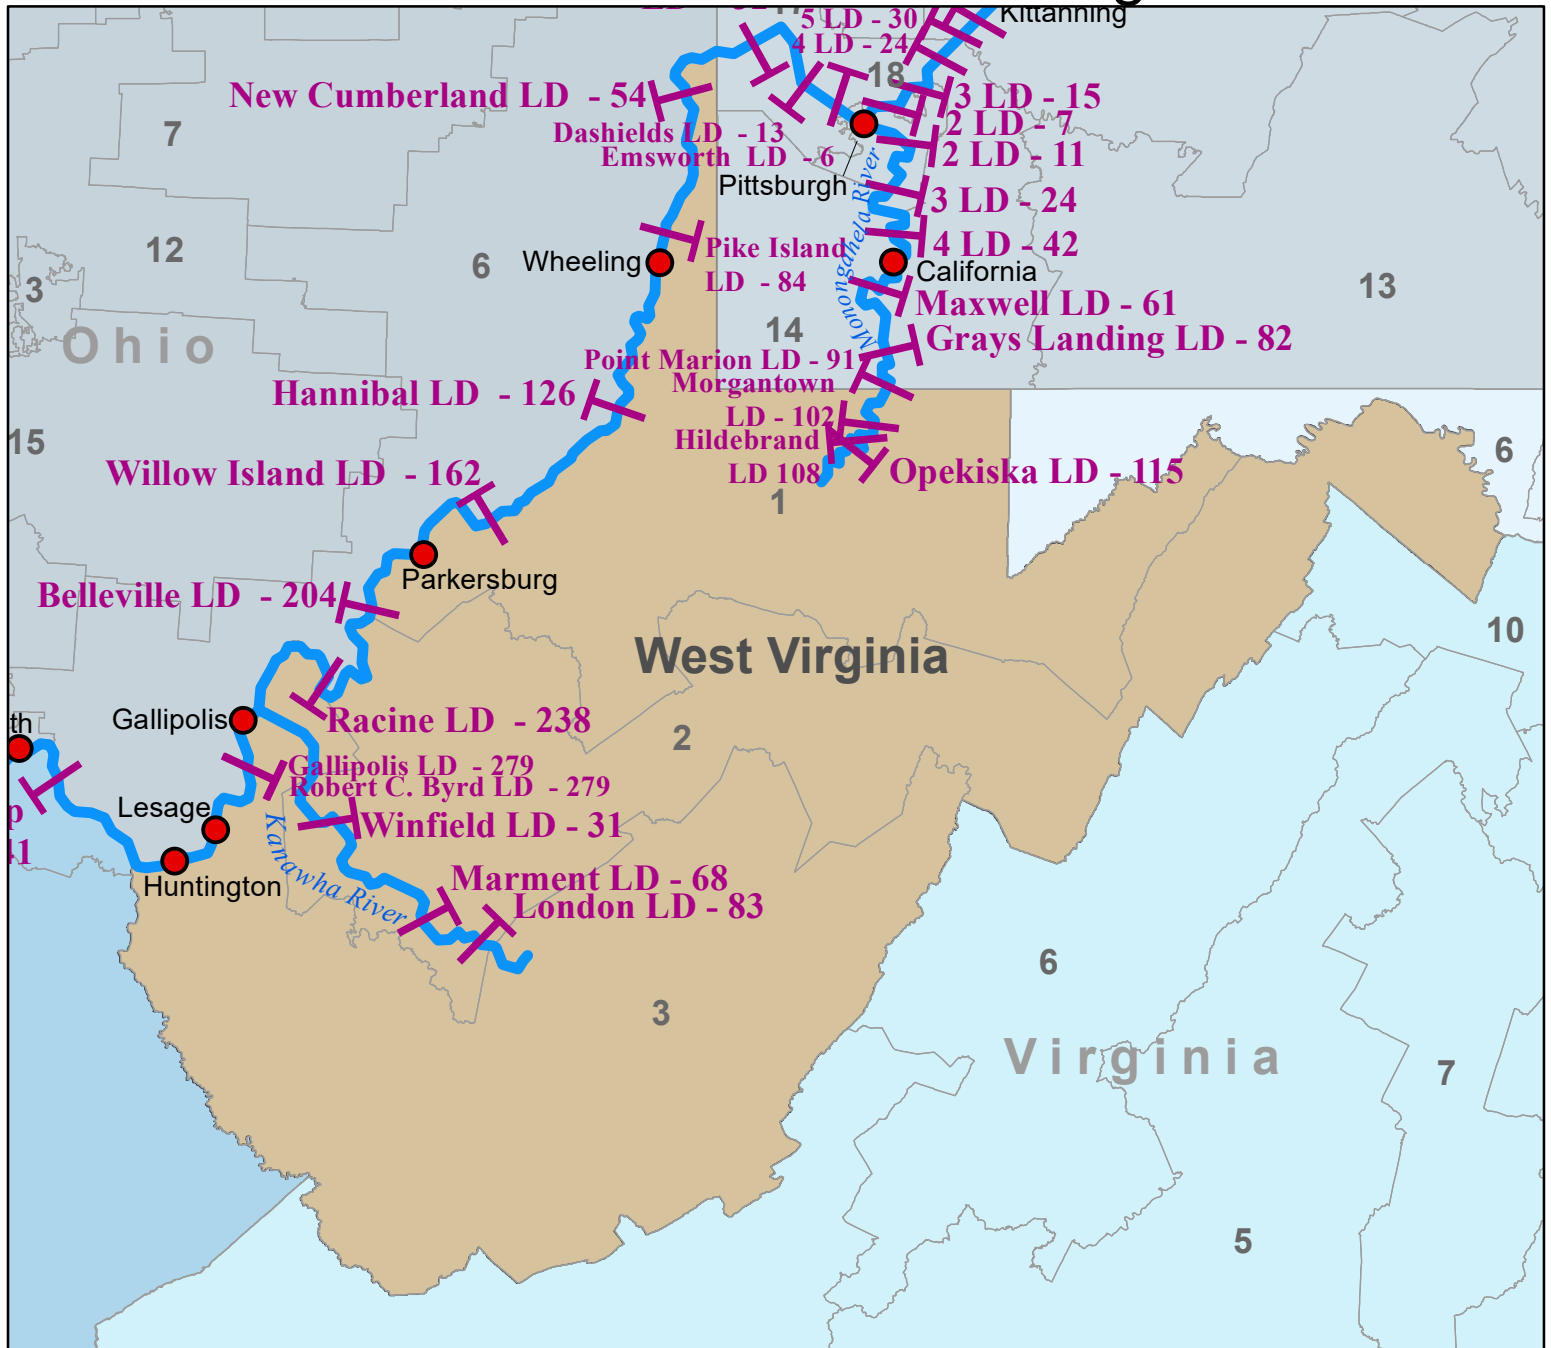 17
5 LD - 30
Kittanning
4 LD - 24
18
New Cumberland LD - 54
3 LD - 15
7
Dashields LD - 13
2 LD - 7
Emsworth LD - 6
2 LD - 11
Pittsburgh
Monongahela River
3 LD - 24
12
6
Wheeling
Pike Island
LD - 84
4 LD - 42
California
13
3
Maxwell LD - 61
Ohio
14
Grays Landing LD - 82
Point Marion LD - 91
Morgantown
LD - 102
Hannibal LD - 126
15
Hildebrand
LD 108
6
Willow Island LD - 162
Opekiska LD - 115
1
Parkersburg
Belleville LD - 204
10
West Virginia
th
Gallipolis
Racine LD - 238
2
Gallipolis LD - 279
Robert C. Byrd LD - 279
Lesage
p
Winfield LD - 31
41
Kanawha River
Huntington
Marment LD - 68
London LD - 83
6
3
Virginia
7
5